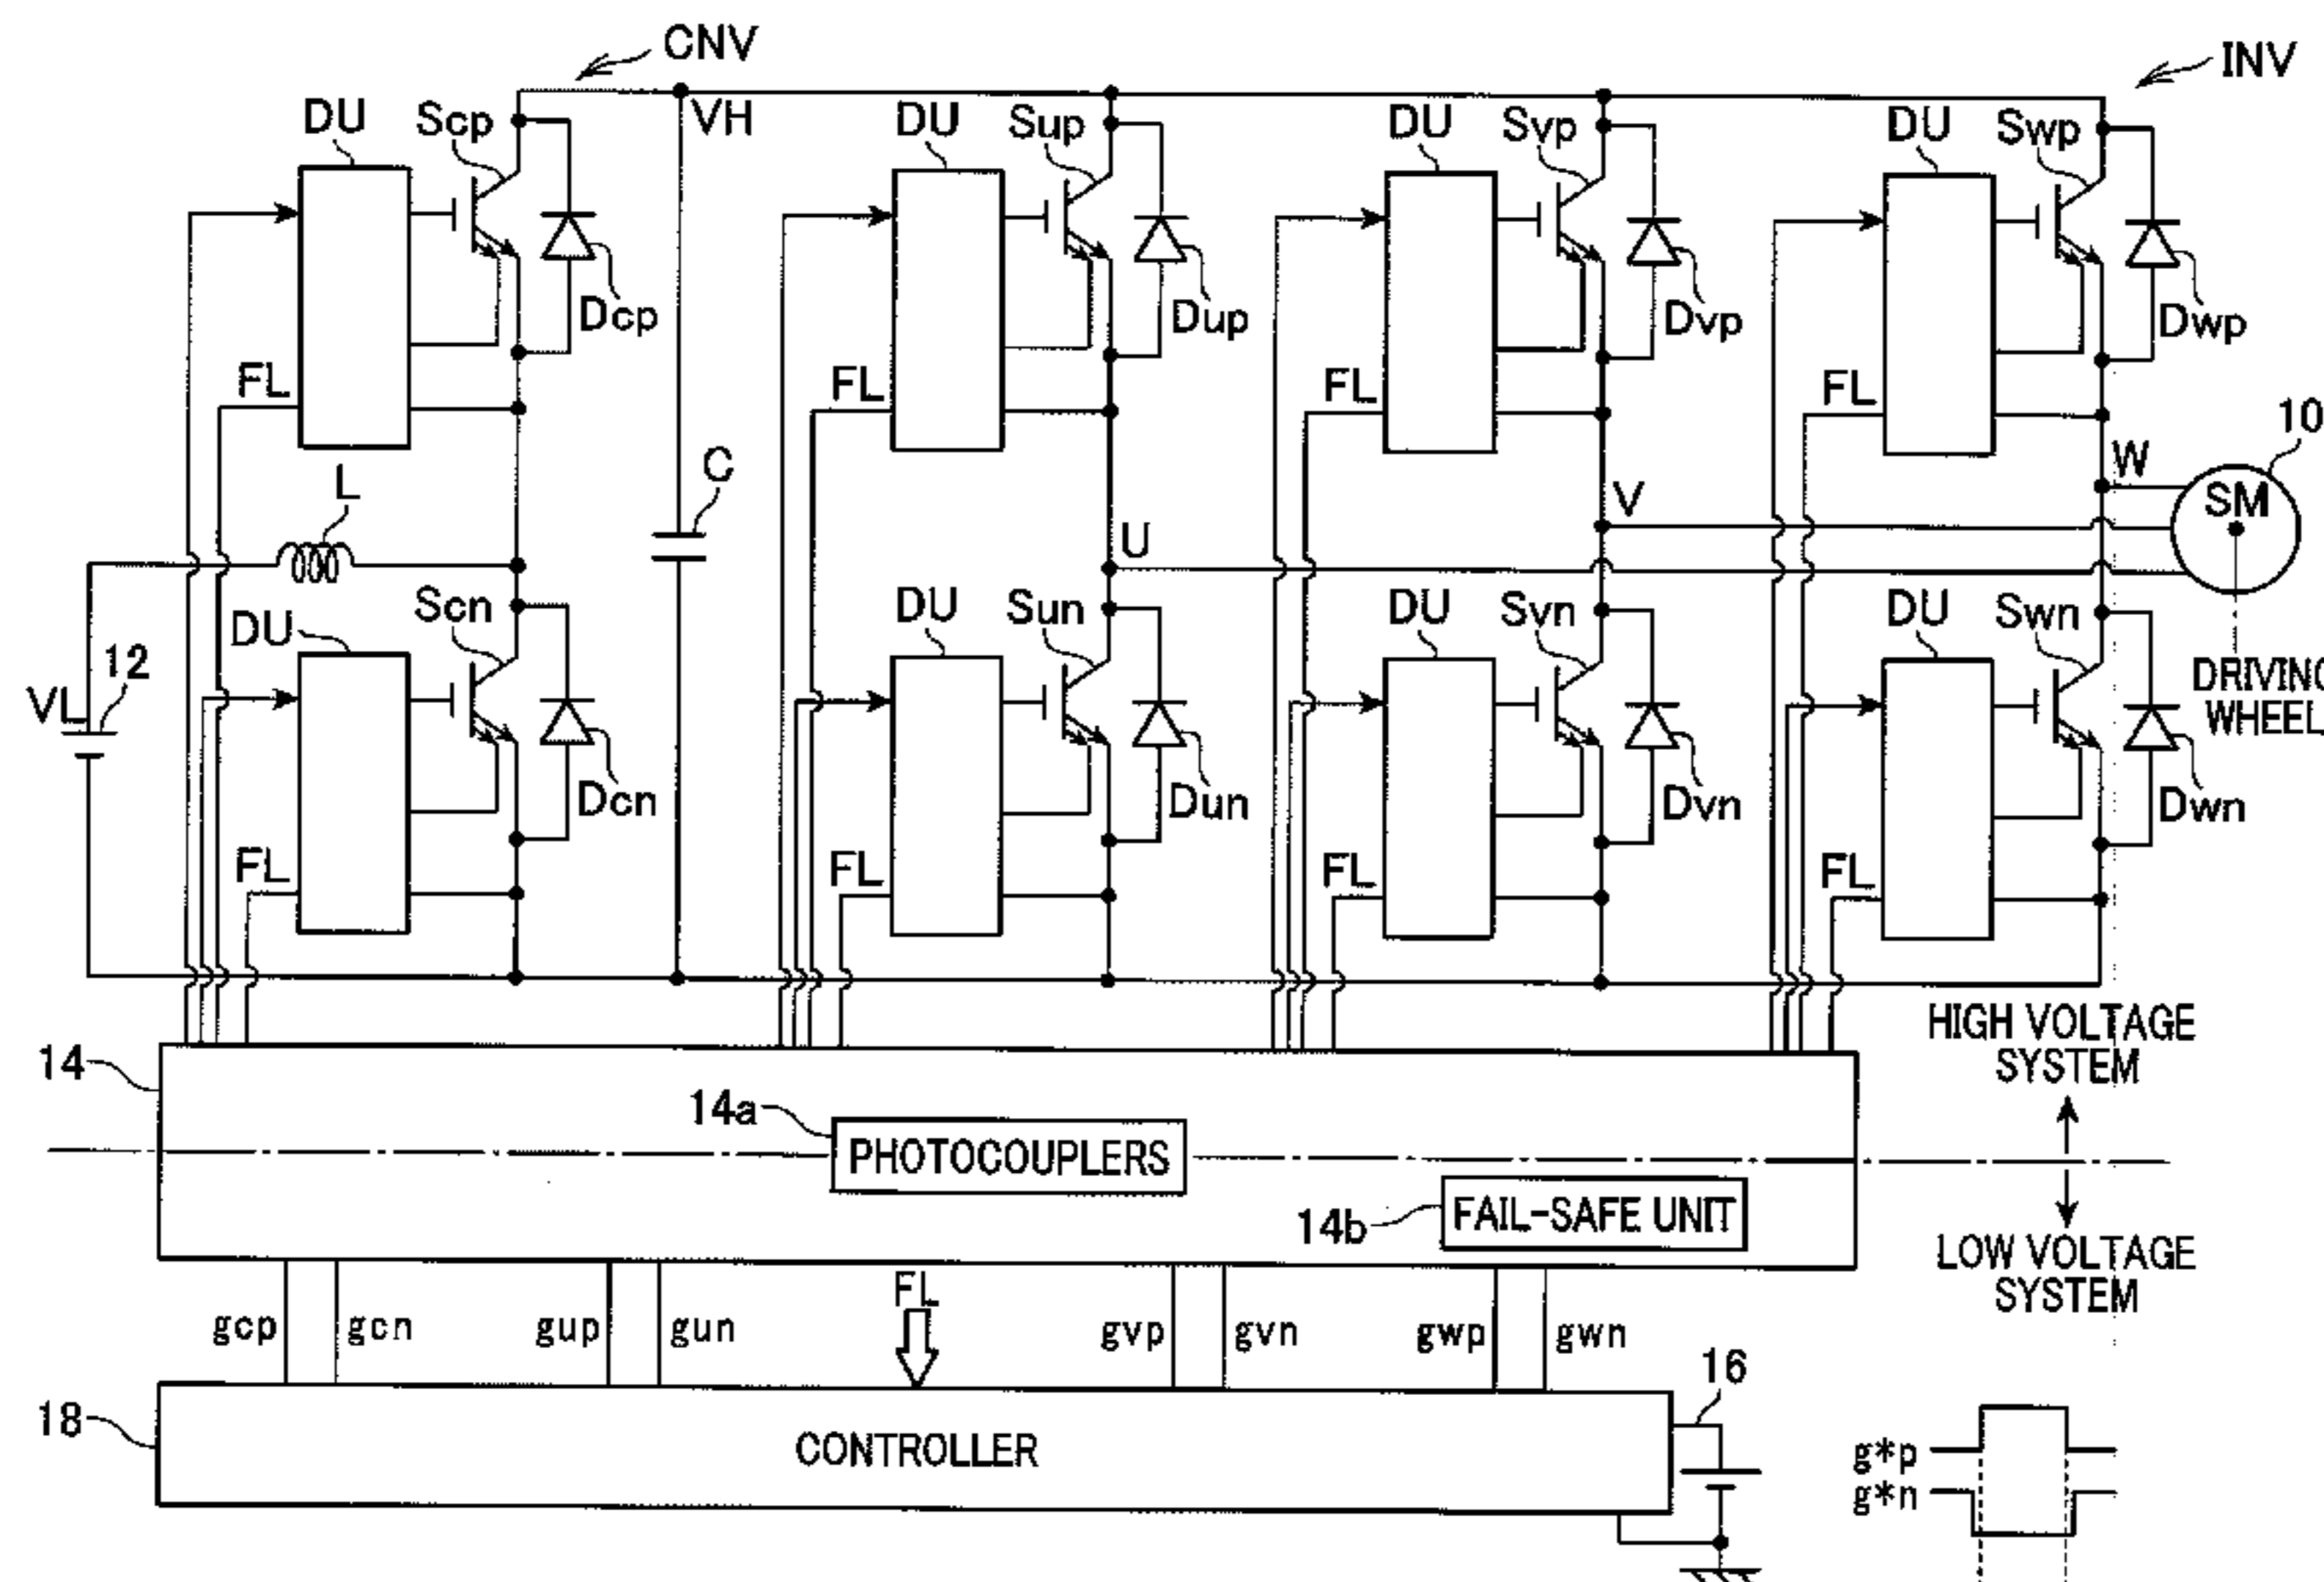 CNV
INV
DU
Scp
VH
DU
Sup
DU
Svp
DU
Swp
Dcp
Dup
Dvp
Dwp
FL
FL
FL
FL
10
L
C
W
SM
V
U
DU
Scn
DU
Sun
DU
Svn
DU
Swn
VL
12
DRIVING
WHEEL
Dcn
Dun
Dvn
Dwn
FL
FL
FL
FL
HIGH VOLTAGE
SYSTEM
14
14a
PHOTOCOUPLERS
14b
FAIL-SAFE UNIT
LOW VOLTAGE
SYSTEM
FL
gcp
gcn
gup
gun
gvp
gvn
gwp
gwn
16
18
CONTROLLER
g*p
g*n